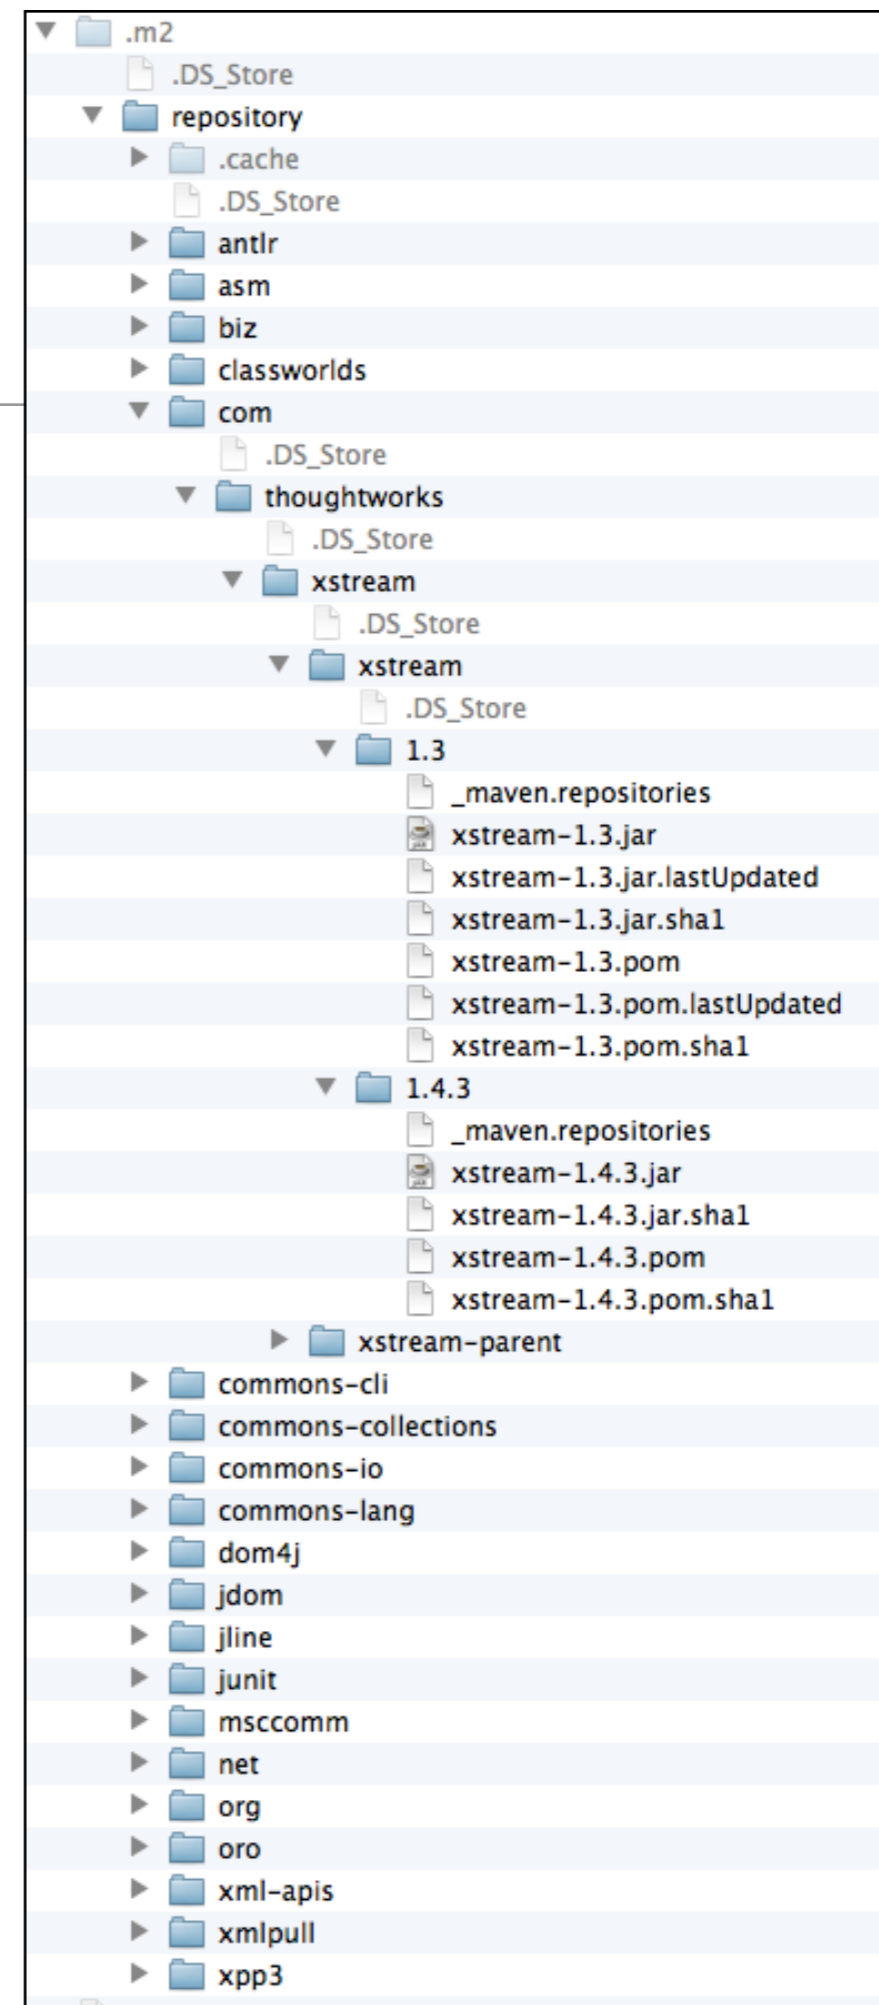 .m2
.DS_Store
repository
.cache
.DS_Store
antlr
asm
biz
classworlds
com
.DS_Store
thoughtworks
.DS_Store
xstream
.DS_Store
xstream
.DS_Store
1.3
_maven.repositories
xstream-1.3.jar
xstream-1.3.jar.lastUpdated
xstream-1.3.jar.sha1
xstream-1.3.pom
xstream-1.3.pom.lastUpdated
xstream-1.3.pom.sha1
1.4.3
_maven.repositories
xstream-1.4.3.jar
xstream-1.4.3.jar.sha1
xstream-1.4.3.pom
xstream-1.4.3.pom.sha1
xstream-parent
commons-cli
commons-collections
commons-io
commons-lang
dom4j
jdom
jline
junit
msccomm
net
org
oro
xml-apis
xmlpull
xpp3